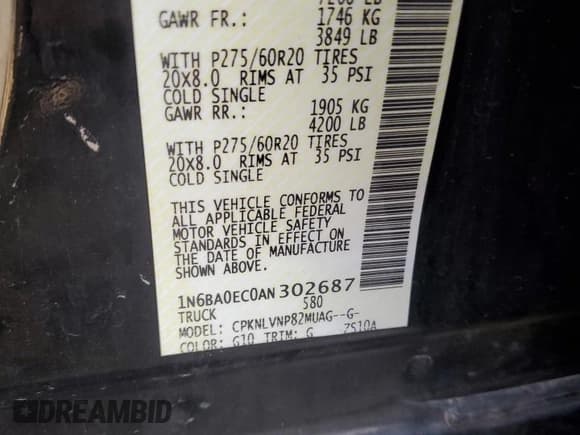 GAWR FR.: 1746 KG
3849 LB
WITH P275/60R20 TIRES
20X8.0 RIMS AT 35 PSI
COLD SINGLE
GAWR RR.: 1905 KG
4200 LB
WITH P275/60R20 TIRES
20X8.0 RIMS AT 35 PSI
COLD SINGLE
THIS VEHICLE CONFORMS TO
ALL APPLICABLE FEDERAL
MOTOR VEHICLE SAFETY
STANDARDS IN EFFECT ON
THE DATE OF MANUFACTURE
SHOWN ABOVE.
1N6BA0EC0AN302687
TRUCK 580
MODEL: CPKNLVNP82MUAG--G-
COLOR: G10 TRIM: G ZS10A
DREAMBID